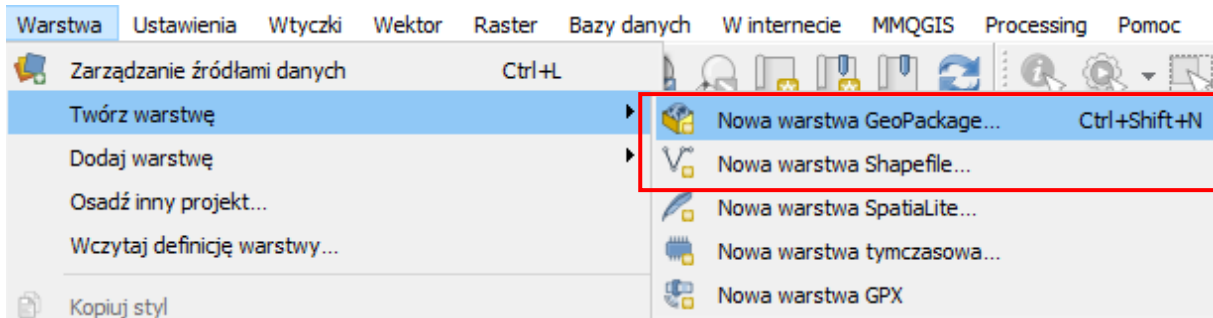 Warstwa Ustawienia Wtyczki Wektor Raster Bazy danych W internecie MMQGIS Processing Pomoc
Zarządzanie źródłami danych Ctrl+L
Twórz warstwę
Dodaj warstwę
Osadź inny projekt...
Wczytaj definicję warstwy...
Kopiuj styl
Nowa warstwa GeoPackage... Ctrl+Shift+N
Nowa warstwa Shapefile...
Nowa warstwa SpatiaLite...
Nowa warstwa tymczasowa...
Nowa warstwa GPX